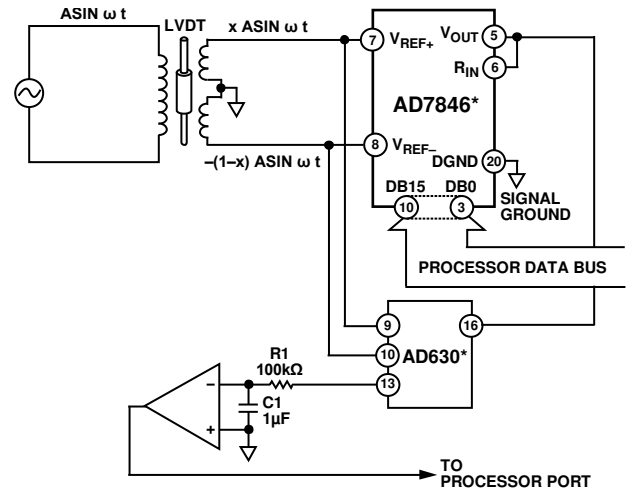 ASIN ω t
LVDT
x ASIN ω t
–(1–x) ASIN ω t
7
VREF+
VOUT
5
RIN
6
AD7846*
8
VREF–
DGND
20
DB15
DB0
10
3
SIGNAL
GROUND
PROCESSOR DATA BUS
9
16
10
AD630*
13
R1
100kΩ
C1
1µF
–
+
TO
PROCESSOR PORT